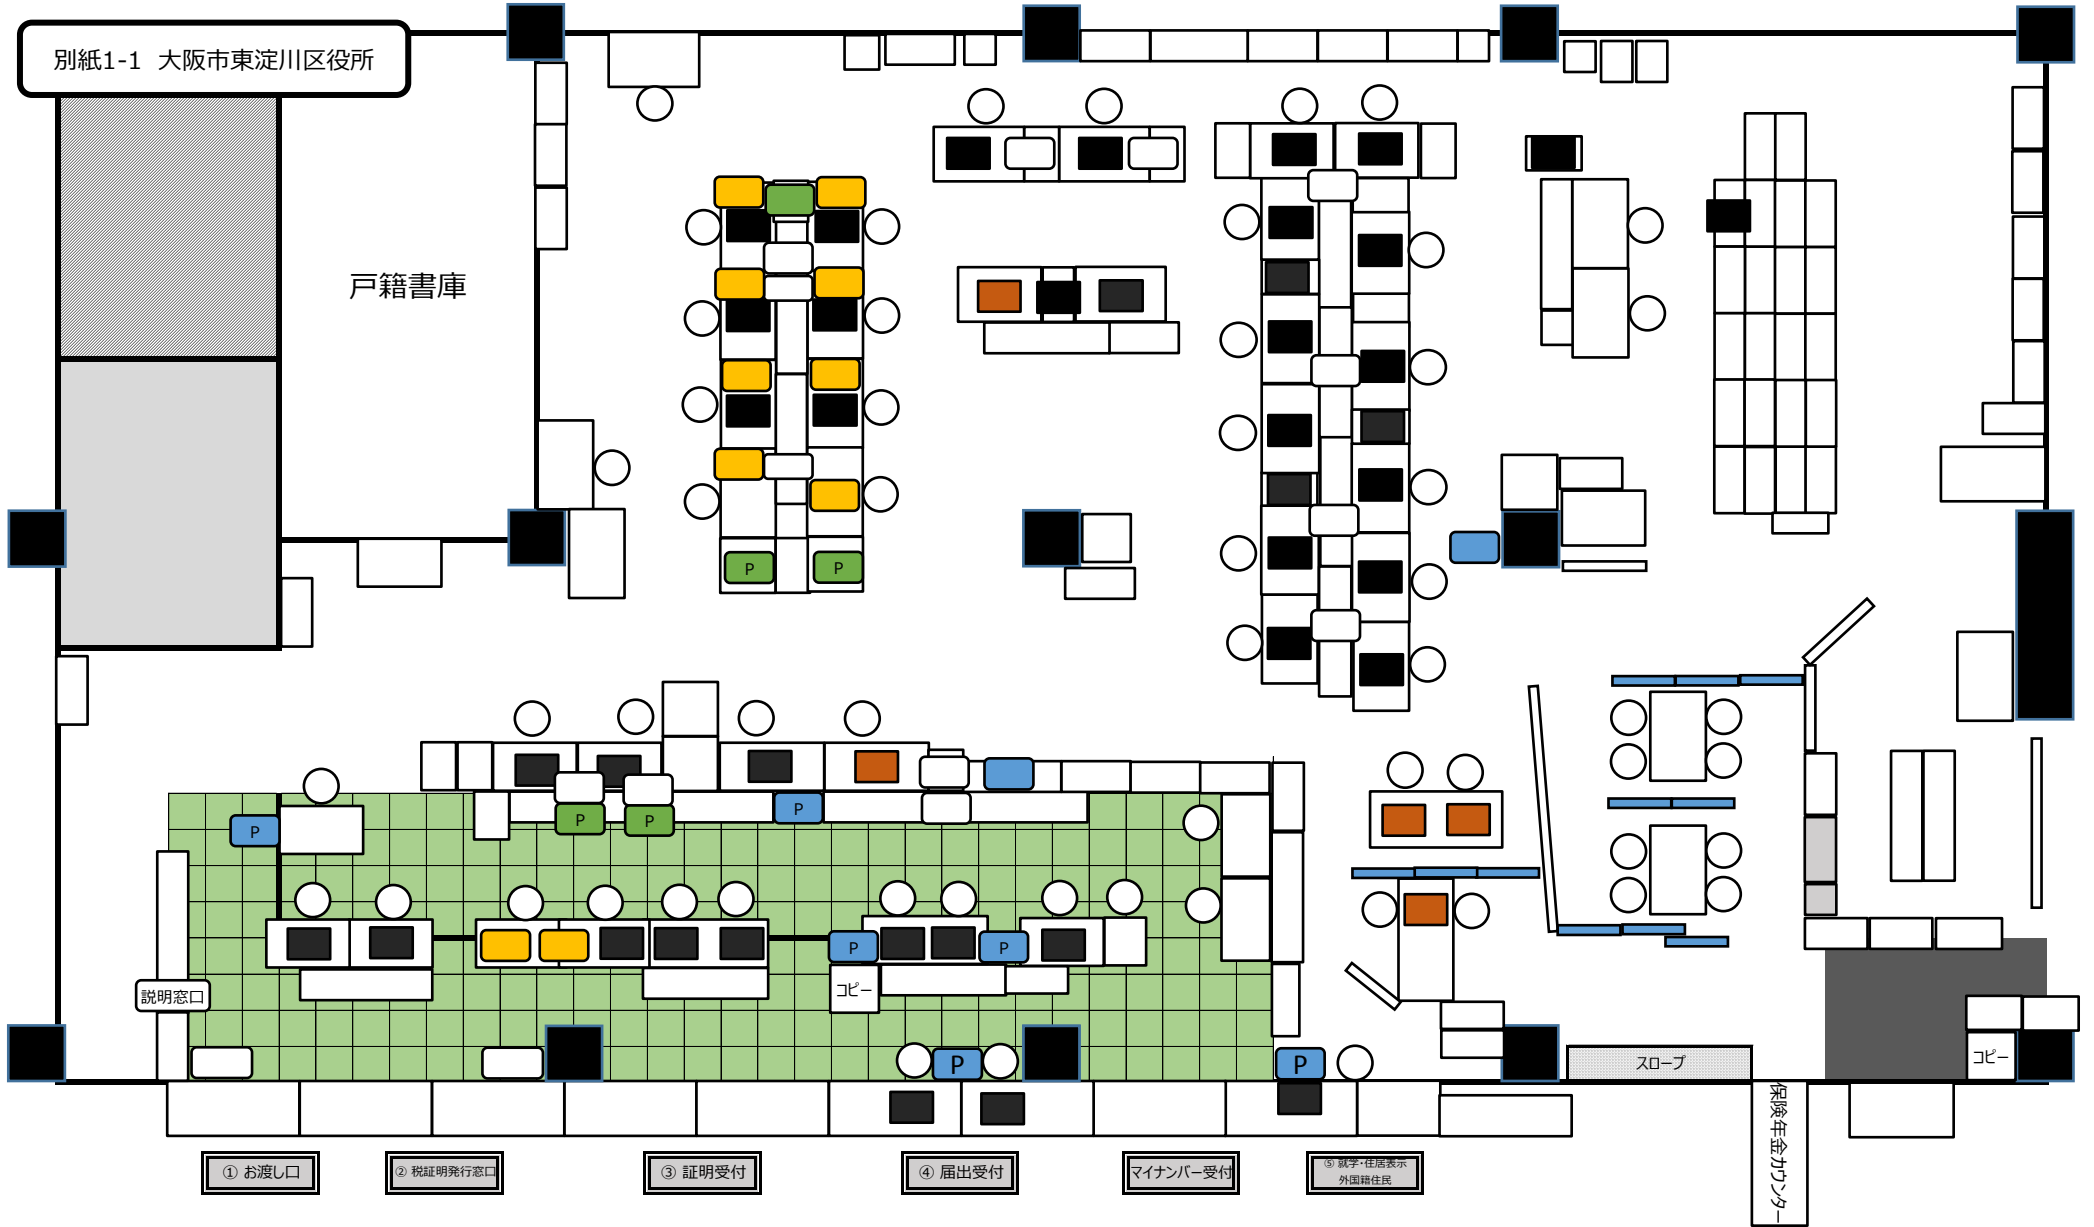 別紙1-1 大阪市東淀川区役所
戸籍書庫
P
P
P
P
P
P
P
P
説明窓口
コピー
P
P
スロープ
コピー
保険年金カウンター
① お渡し口
② 税証明発行窓口
③ 証明受付
④ 届出受付
マイナンバー受付
⑤ 就学・住居表示
外国籍住民